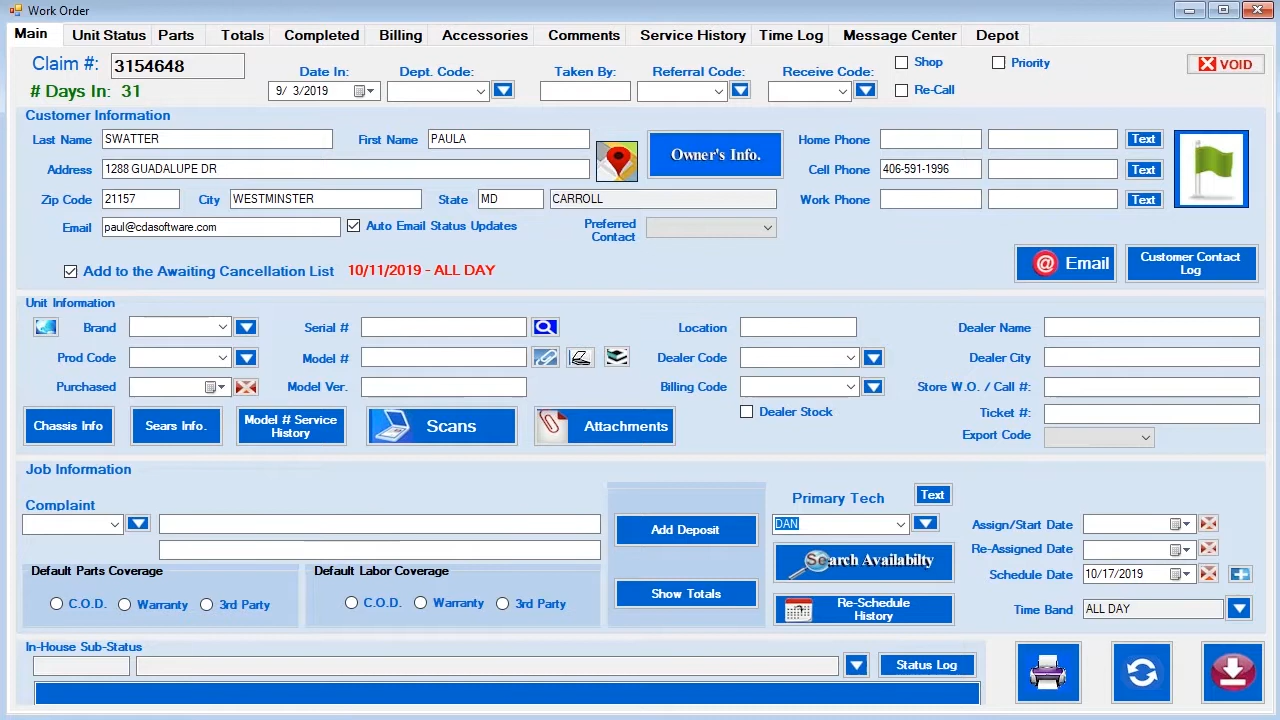 Work Order
Main Unit Status Parts Totals Completed Billing Accessories Comments Service History Time Log Message Center Depot
Claim #: 3154648
# Days In: 31
Date In: 9/ 3/2019
Dept. Code:
Taken By:
Referral Code:
Receive Code:
Shop
Priority
Re-Call
VOID
Customer Information
Last Name SWATTER First Name PAULA
Address 1288 GUADALUPE DR
Owner's Info.
Zip Code 21157 City WESTMINSTER State MD CARROLL
Email paul@cdasoftware.com Auto Email Status Updates
Preferred
Contact
Home Phone Text
Cell Phone 406-591-1996 Text
Work Phone Text
Add to the Awaiting Cancellation List 10/11/2019 - ALL DAY
@ Email
Customer Contact
Log
Unit Information
Brand Serial # Location Dealer Name
Prod Code Model # Dealer Code Dealer City
Purchased Model Ver. Billing Code Store W.O. / Call #:
Dealer Stock Ticket #:
Export Code
Chassis Info
Sears Info.
Model # Service
History
Scans
Attachments
Job Information
Complaint
Default Parts Coverage
C.O.D. Warranty 3rd Party
Default Labor Coverage
C.O.D. Warranty 3rd Party
Add Deposit
Show Totals
Primary Tech Text
DAN
Search Availabilty
Re-Schedule
History
Assign/Start Date
Re-Assigned Date
Schedule Date 10/17/2019
Time Band ALL DAY
In-House Sub-Status
Status Log